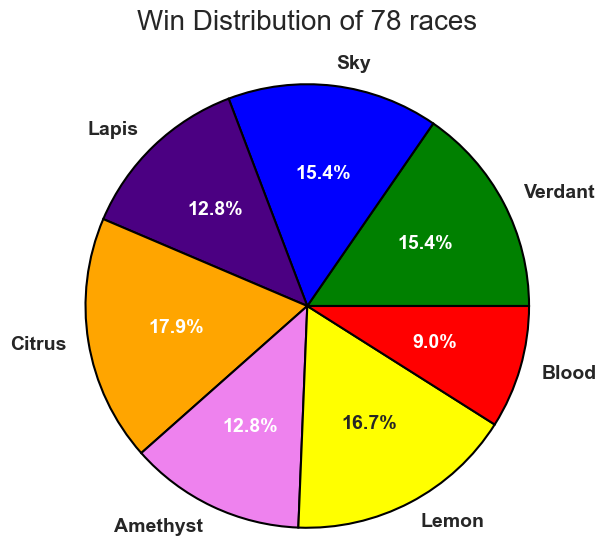 Win Distribution of 78 races
Sky
Lapis
Verdant
15.4%
12.8%
15.4%
17.9%
9.0%
Citrus
Blood
12.8%
16.7%
Amethyst
Lemon